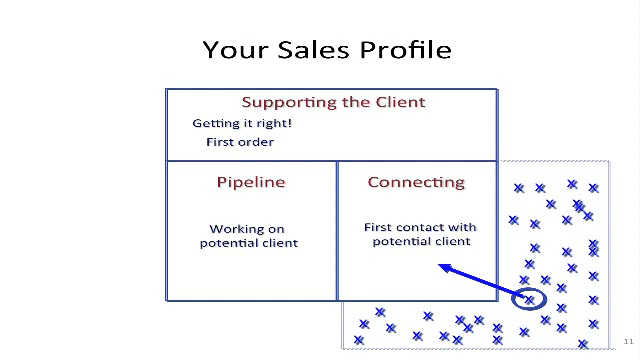 Your Sales Profile
Supporting the Client
Getting it right!
First order
Pipeline
Working on
potential client
Connecting
First contact with
potential client
11